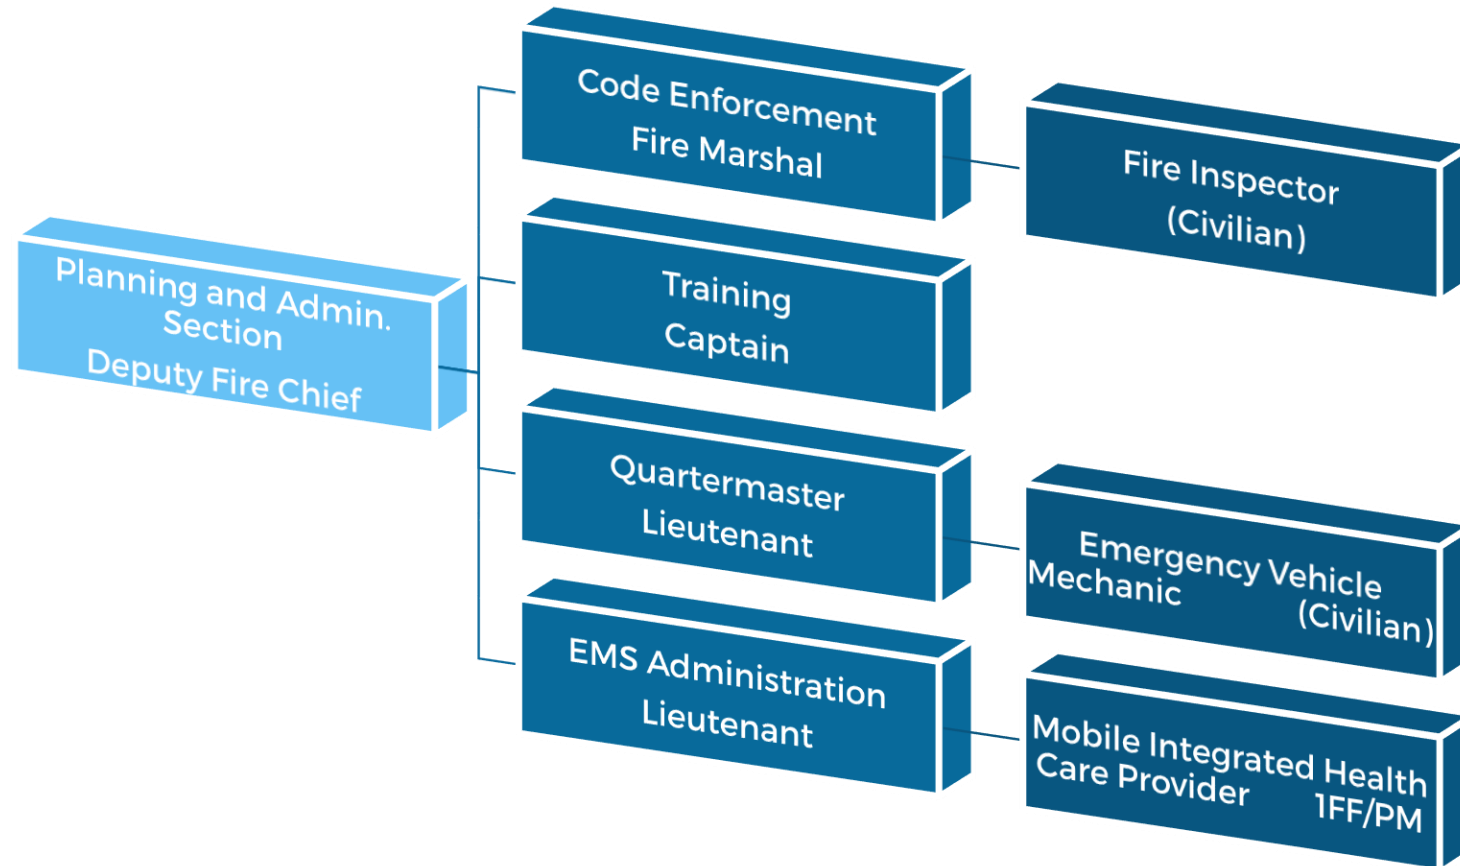 Planning and Admin.
Section
Deputy Fire Chief
Code Enforcement
Fire Marshal
Fire Inspector
(Civilian)
Training
Captain
Quartermaster
Lieutenant
Emergency Vehicle
Mechanic (Civilian)
EMS Administration
Lieutenant
Mobile Integrated Health
Care Provider 1FF/PM